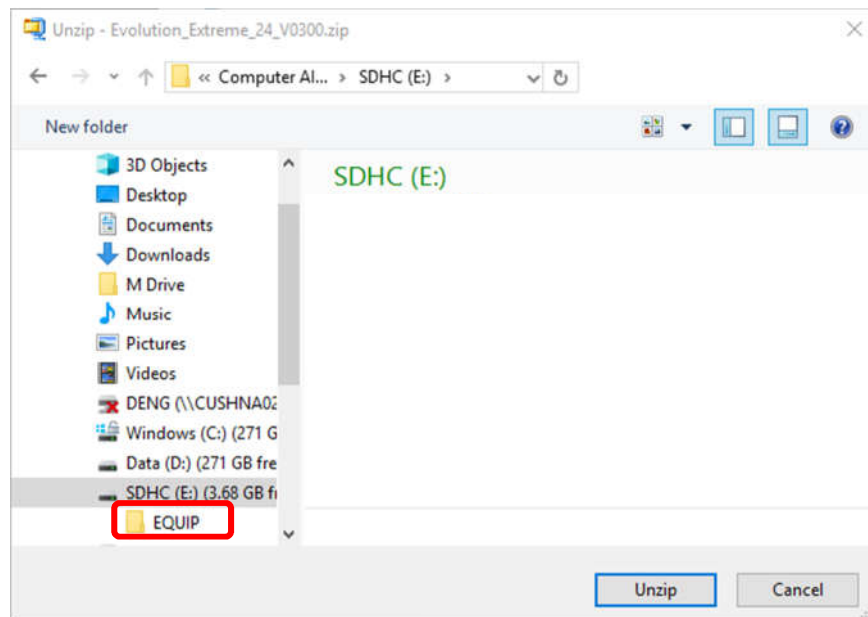 Unzip - Evolution_Extreme_24_V0300.zip
« Computer Al... › SDHC (E:) ›
New folder
3D Objects
SDHC (E:)
Desktop
Documents
Downloads
M Drive
Music
Pictures
Videos
DENG (\\CUSHNA02
Windows (C:) (271 G
Data (D:) (271 GB fre
SDHC (E:) (3.68 GB f
EQUIP
Unzip Cancel